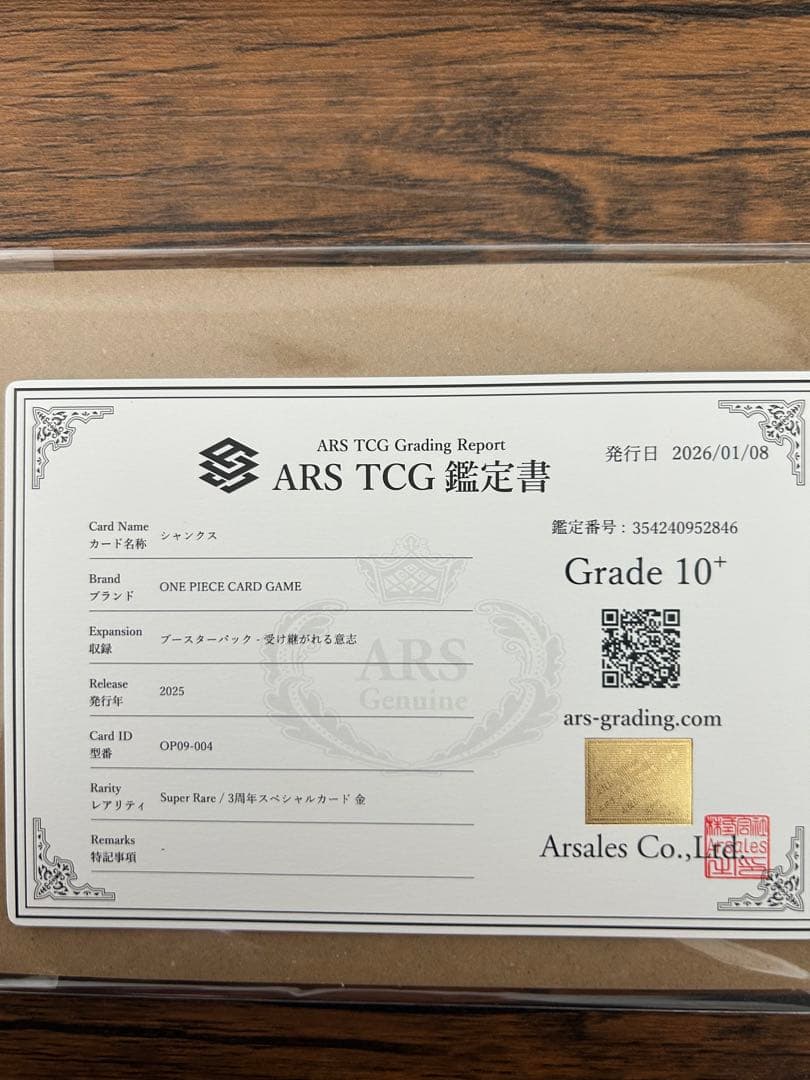 ARS TCG Grading Report
ARS TCG 鑑定書
発行日 2026/01/08
Card Name
カード名称 シャンクス
Brand
ブランド ONE PIECE CARD GAME
Expansion
収録 ブースターパック - 受け継がれる意志
Release
発行年 2025
Card ID
型番 OP09-004
Rarity
レアリティ Super Rare / 3周年スペシャルカード 金
Remarks
特記事項 -
鑑定番号 : 354240952846
Grade 10+
ars-grading.com
Arsales Co.,Ltd.
ARS
Genuine
株式会社
Arsales